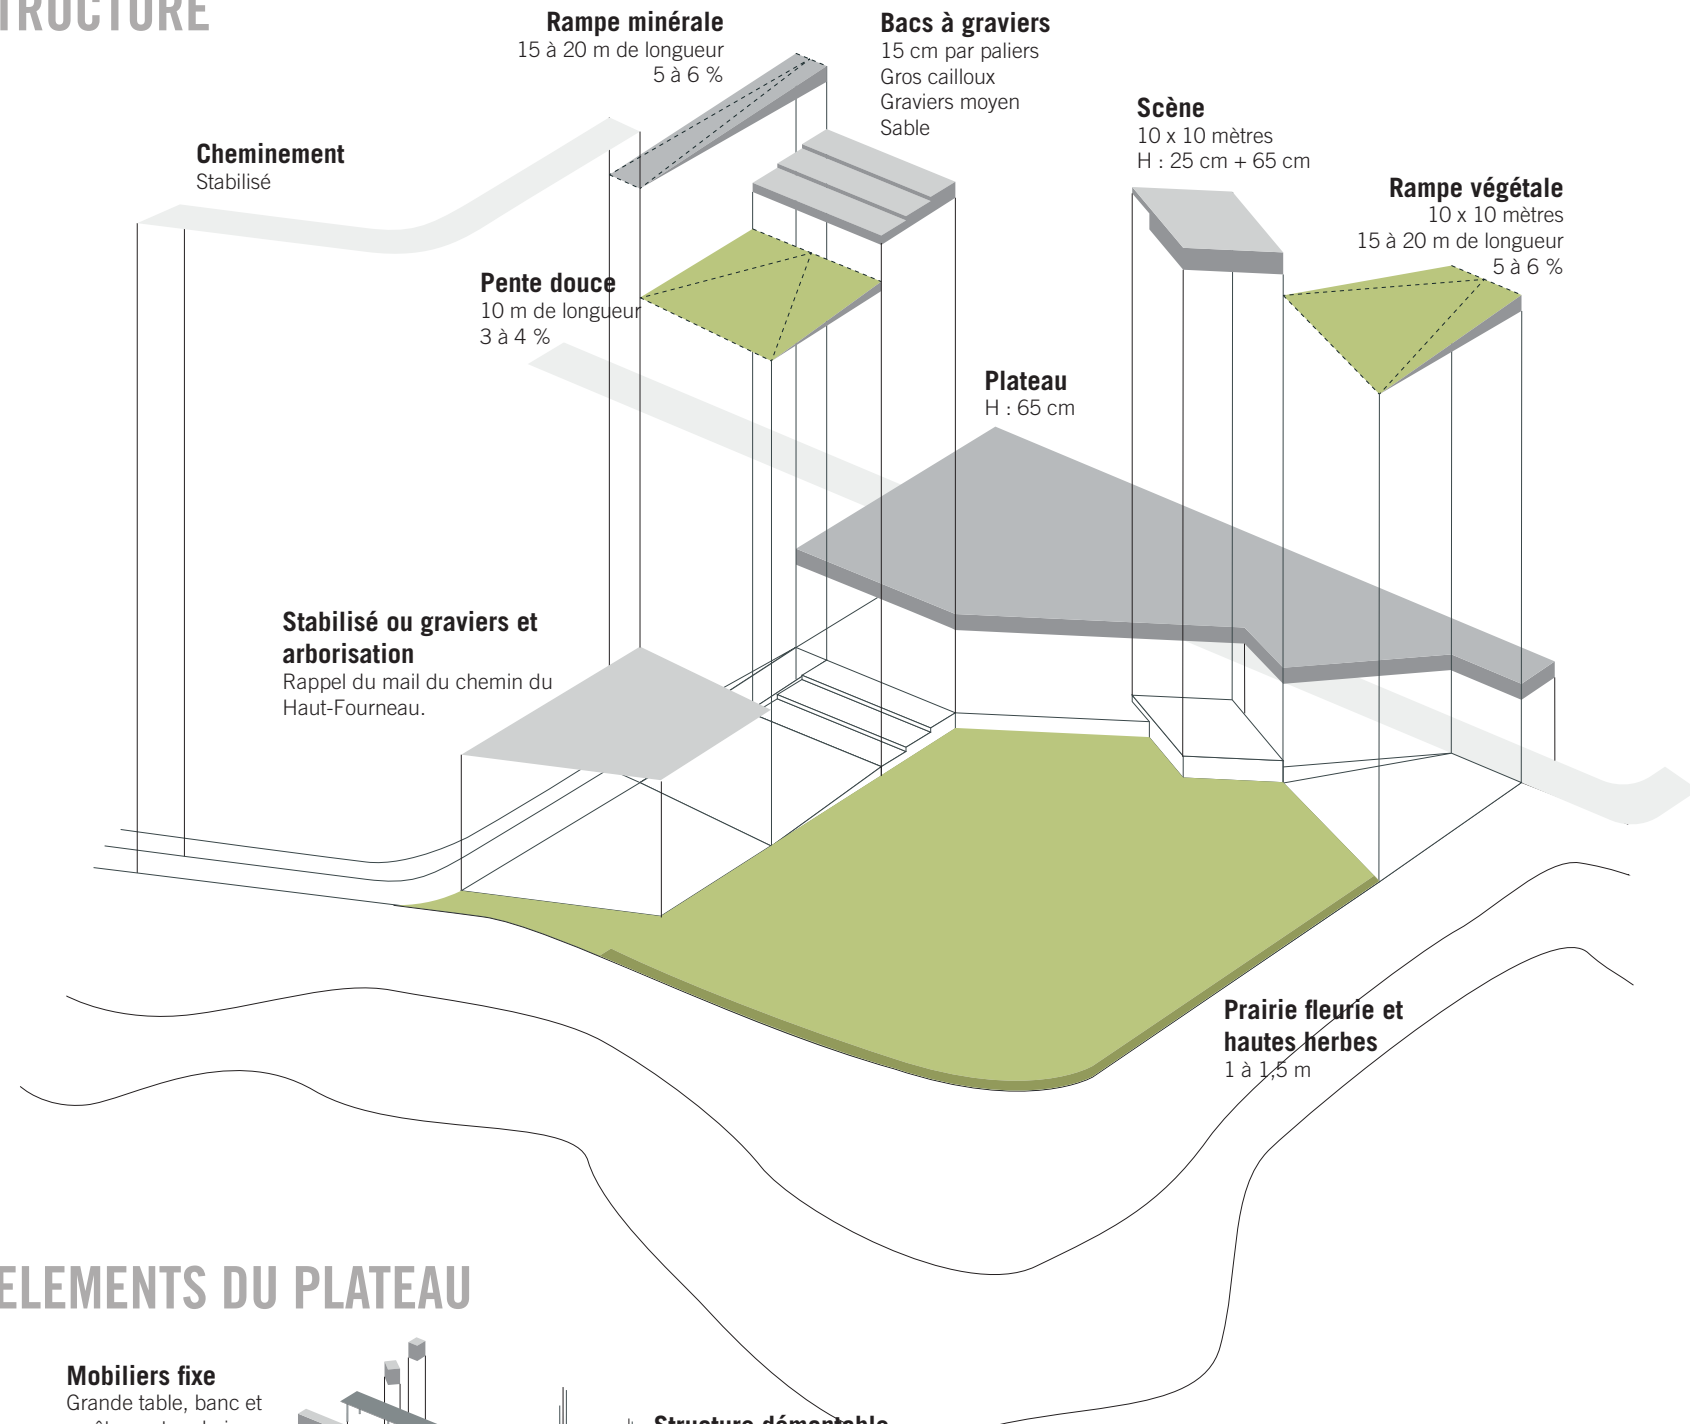 TRUCTURE
Rampe minérale
15 à 20 m de longueur
5 à 6 %
Bacs à graviers
15 cm par paliers
Gros cailloux
Graviers moyen
Sable
Scène
10 x 10 mètres
H : 25 cm + 65 cm
Cheminement
Stabilisé
Rampe végétale
10 x 10 mètres
15 à 20 m de longueur
5 à 6 %
Pente douce
10 m de longueur
3 à 4 %
Plateau
H : 65 cm
Stabilisé ou graviers et
arborisation
Rappel du mail du chemin du
Haut-Fourneau.
Prairie fleurie et
hautes herbes
1 à 1,5 m
ELEMENTS DU PLATEAU
Mobiliers fixe
Grande table, banc et
Structure démontable